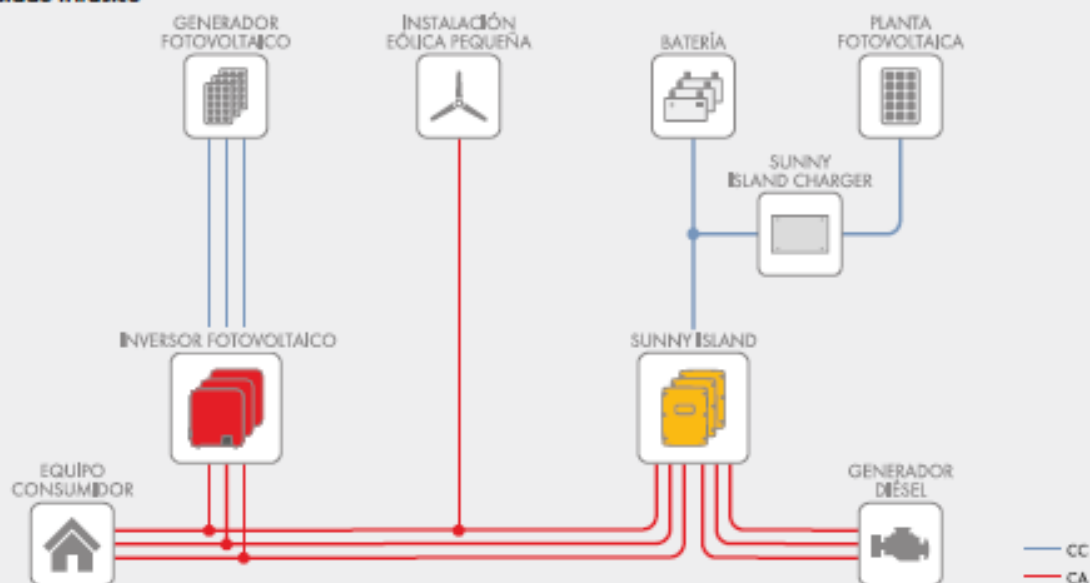 GENERADOR
FOTOVOLTAICO
INSTALACIÓN
EÓLICA PEQUEÑA
BATERÍA
PLANTA
FOTOVOLTAICA
SUNNY
ISLAND CHARGER
INVERSOR FOTOVOLTAICO
SUNNY ISLAND
EQUIPO
CONSUMIDOR
GENERADOR
DIÉSEL
CC
CA